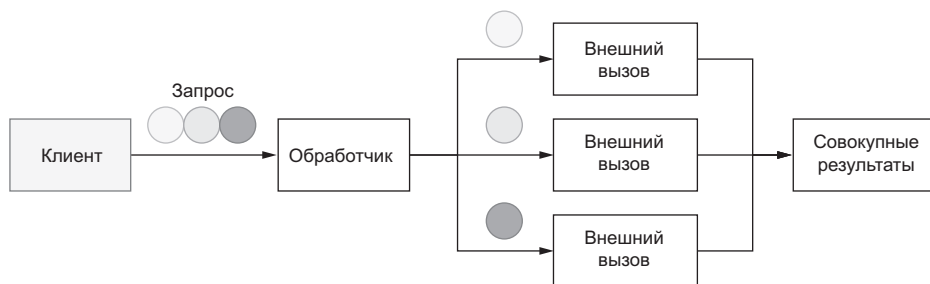 Запрос
Клиент
Обработчик
Внешний
вызов
Внешний
вызов
Внешний
вызов
Совокупные
результаты